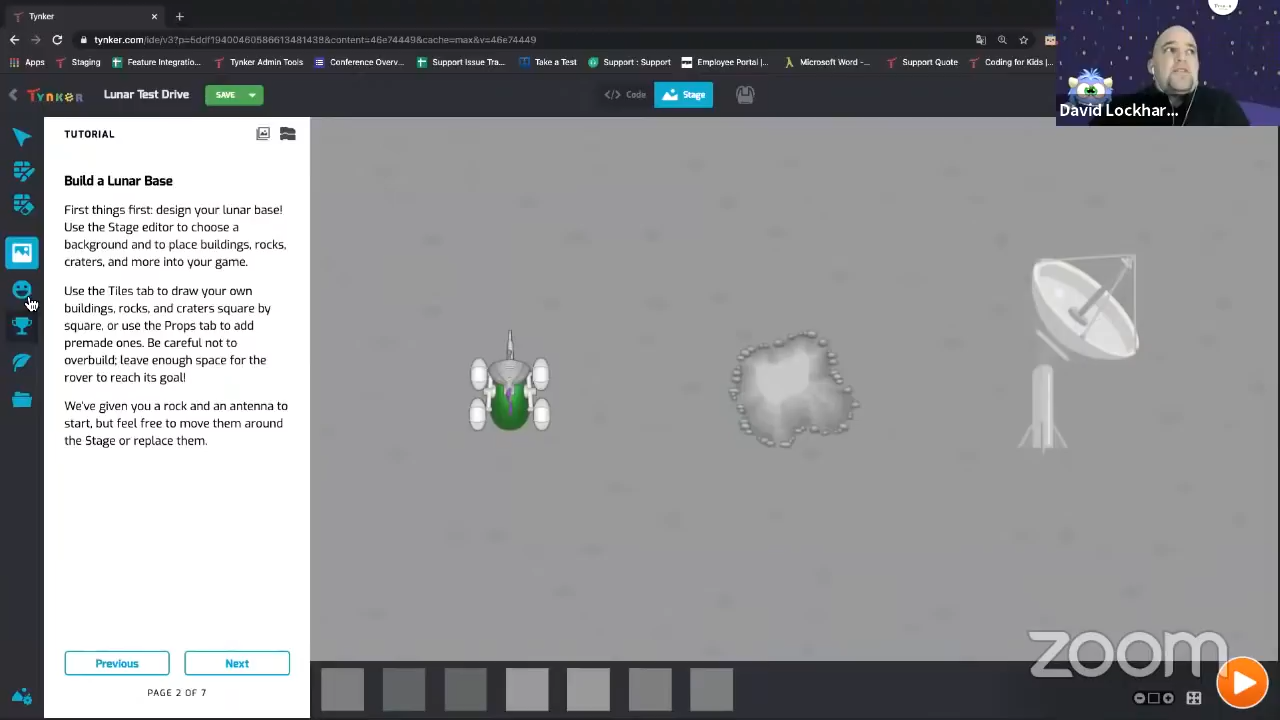 Tynker
tynker.com/ide/v3?p=5ddf19400460586613481438&content=46e74449&cache=max&v=46e74449
Apps
Staging
Feature Integratio...
Tynker Admin Tools
Conference Overv...
Support Issue Tra...
Take a Test
Support : Support
Employee Portal |...
Microsoft Word -...
Support Quote
Coding for Kids |...
David Lockhar...
TYNKER
Lunar Test Drive
SAVE
Code
Stage
TUTORIAL
Build a Lunar Base
First things first: design your lunar base!
Use the Stage editor to choose a
background and to place buildings, rocks,
craters, and more into your game.
Use the Tiles tab to draw your own
buildings, rocks, and craters square by
square, or use the Props tab to add
premade ones. Be careful not to
overbuild; leave enough space for the
rover to reach its goal!
We've given you a rock and an antenna to
start, but feel free to move them around
the Stage or replace them.
Previous
Next
PAGE 2 OF 7
zoom